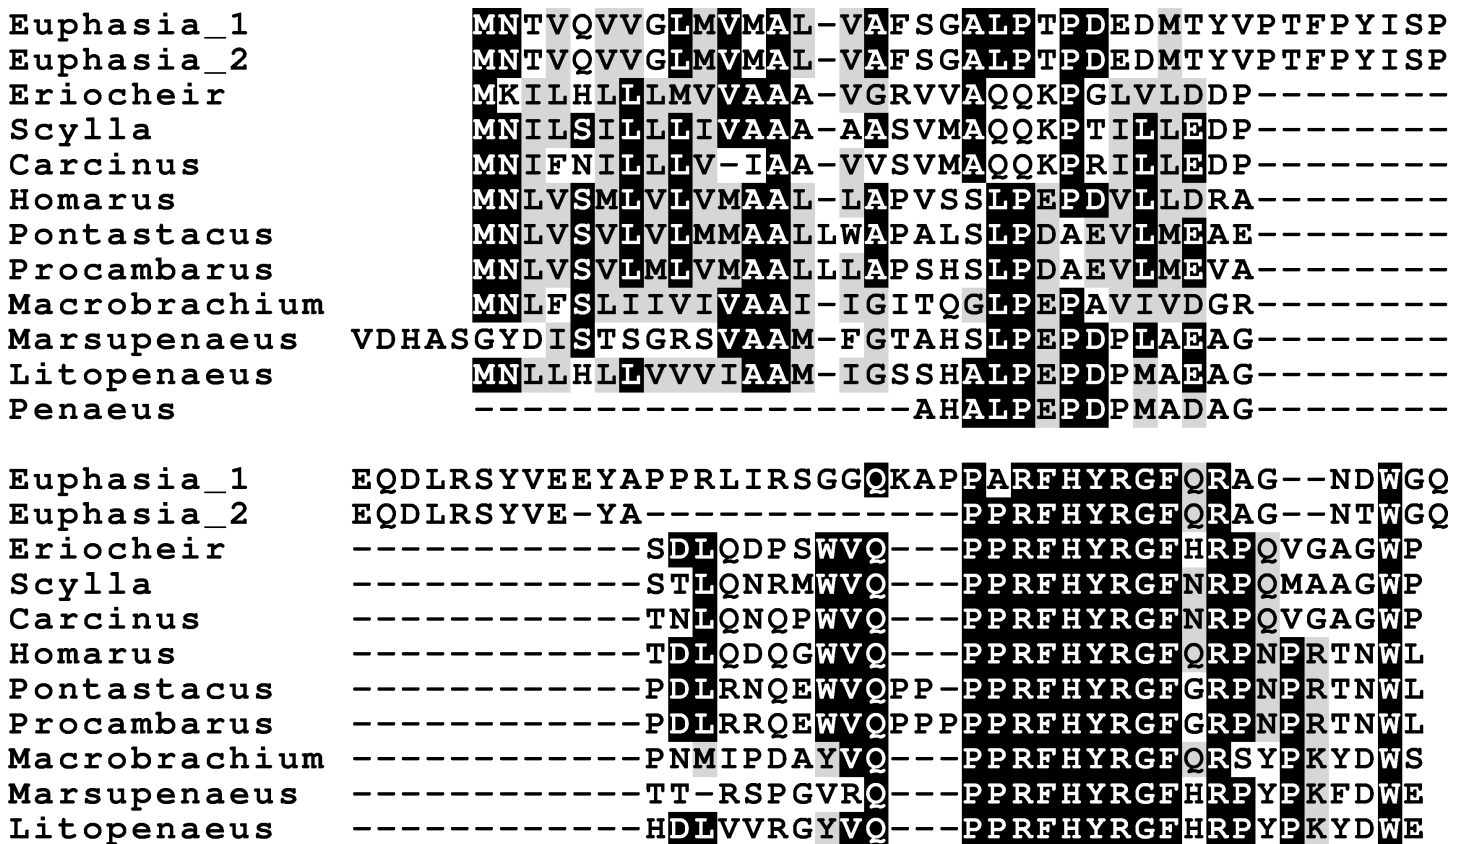 Euphasia_1 MNTVQVVGLMVMAL-VAFSGALPTPDEDMTYVPTFPYISP
Euphasia_2 MNTVQVVGLMVMAL-VAFSGALPTPDEDMTYVPTFPYISP
Eriocheir MKILHLLLMVVAAA-VGRVVAQQKPGLVLDDP--------
Scylla MNILSILLLIVAAA-AASVMAQQKPTILLEDP--------
Carcinus MNIFNILLLV-IAA-VVSVMAQQKPRILLEDP--------
Homarus MNLVSMLVLVMAAL-LAPVSSLPEPDVLLDRA--------
Pontastacus MNLVSVLVLMMAALLWAPALSLPDAEVLMEAE--------
Procambarus MNLVSVLMLVMAALLLAPSHSLPDAEVLMEVA--------
Macrobrachium MNLFSLIIVIVAAI-IGITQGLPEPAVIVDGR--------
Marsupenaeus VDHASGYDISTSGRSVAAM-FGTAHSLPEPDPLAEAG--------
Litopenaeus MNLLHLLVVVIAAM-IGSSHALPEPDPMAEAG--------
Penaeus ------------------AHALPEPDPMADAG--------
Euphasia_1 EQDLRSYVEEYAPPRLIRSGGQKAPPARFHYRGFQRAG--NDWGQ
Euphasia_2 EQDLRSYVE-YA-------------PPRFHYRGFQRAG--NTWGQ
Eriocheir ------------SDLQDPSWVQ---PPRFHYRGFHRPQVGAGWP
Scylla ------------STLQNRMWVQ---PPRFHYRGFNRPQMAAGWP
Carcinus ------------TNLQNQPWVQ---PPRFHYRGFNRPQVGAGWP
Homarus ------------TDLQDQGWVQ---PPRFHYRGFQRPNPRTNWL
Pontastacus ------------PDLRNQEWVQPP-PPRFHYRGFGRPNPRTNWL
Procambarus ------------PDLRRQEWVQPPPPPRFHYRGFGRPNPRTNWL
Macrobrachium ------------PNMIPDAYVQ---PPRFHYRGFQRSYPKYDWS
Marsupenaeus ------------TT-RSPGVRQ---PPRFHYRGFHRPYPKFDWE
Litopenaeus ------------HDLVVRGYVQ---PPRFHYRGFHRPYPKYDWE